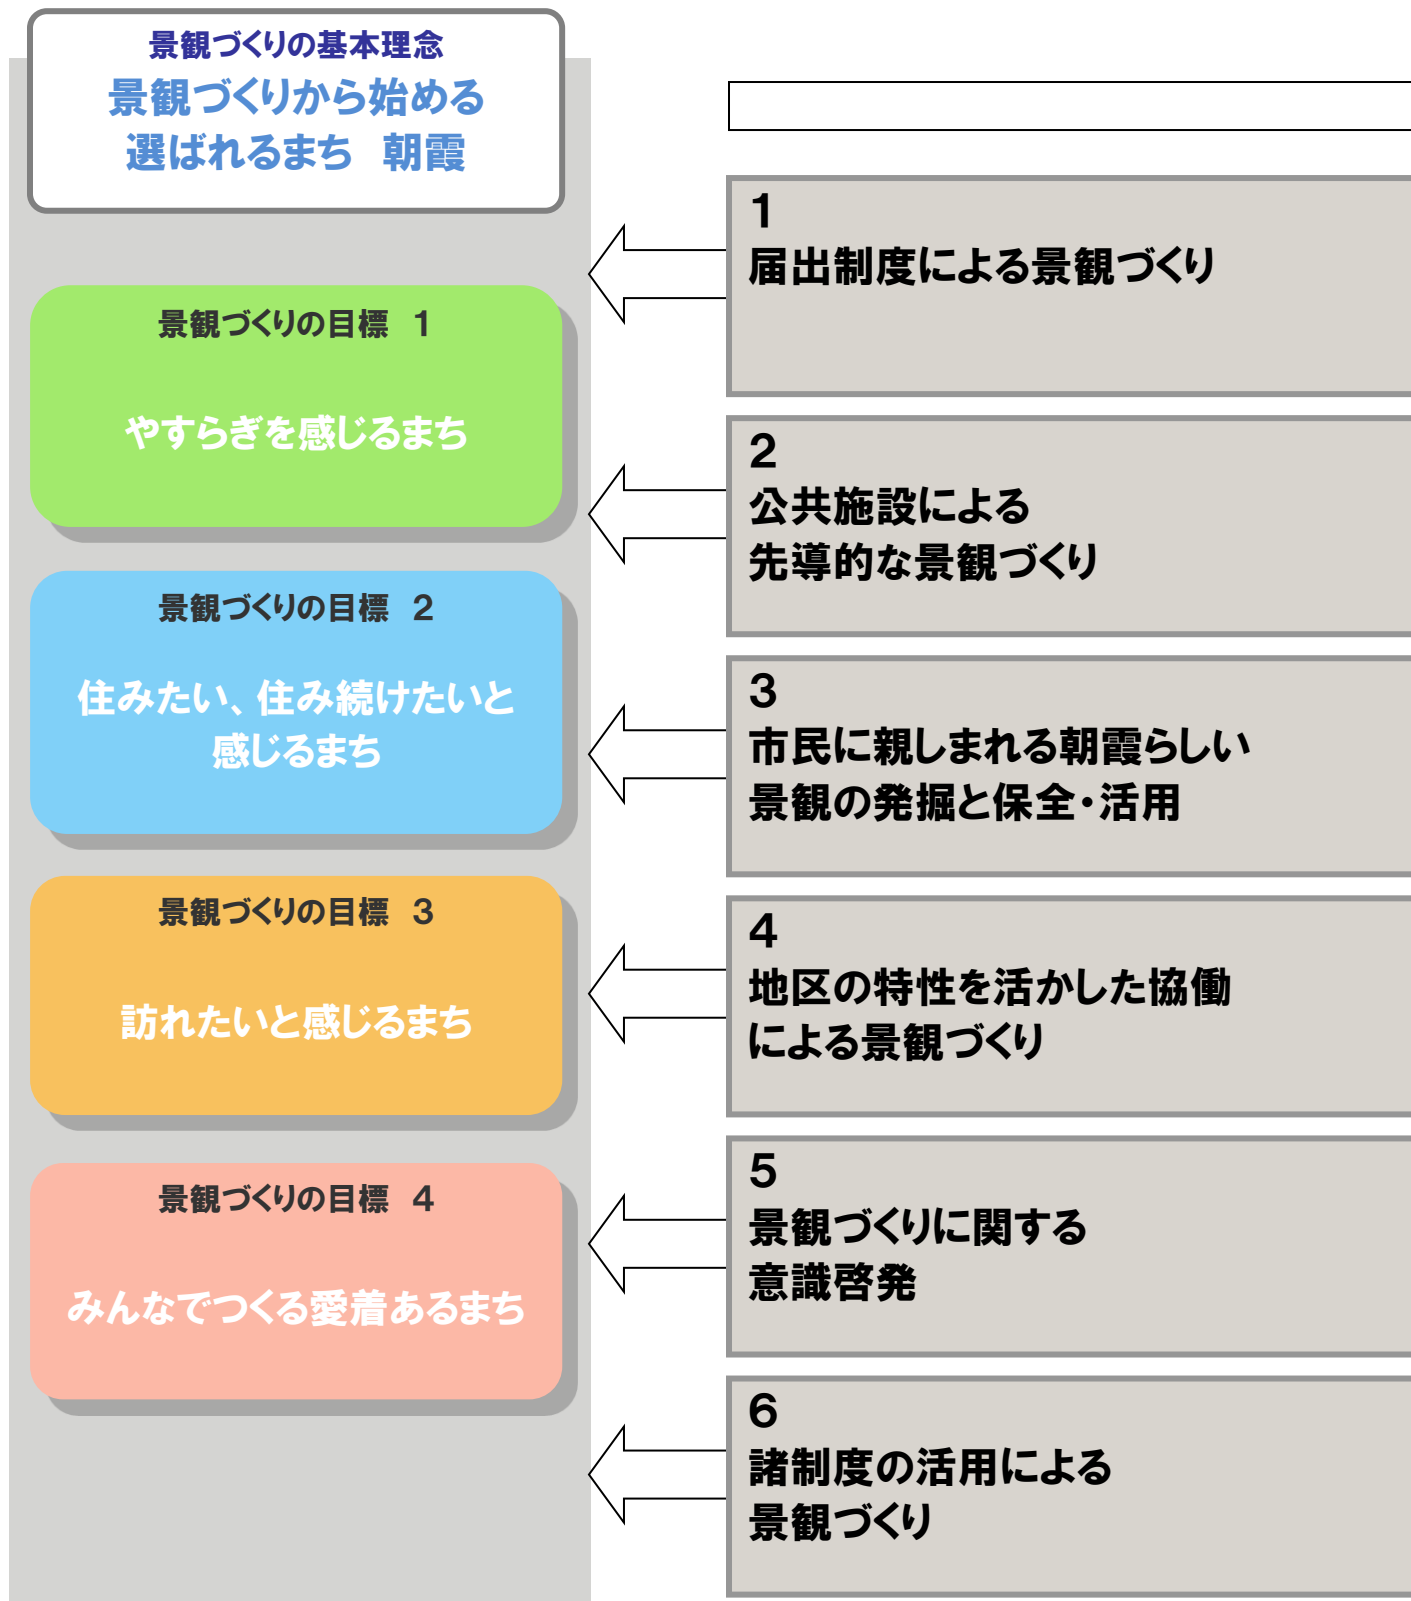 景観づくりの基本理念
景観づくりから始める
選ばれるまち　朝霞
景観づくりの目標　1
やすらぎを感じるまち
景観づくりの目標　2
住みたい、住み続けたいと
感じるまち
景観づくりの目標　3
訪れたいと感じるまち
景観づくりの目標　4
みんなでつくる愛着あるまち
1
届出制度による景観づくり
2
公共施設による
先導的な景観づくり
3
市民に親しまれる朝霞らしい
景観の発掘と保全・活用
4
地区の特性を活かした協働
による景観づくり
5
景観づくりに関する
意識啓発
6
諸制度の活用による
景観づくり